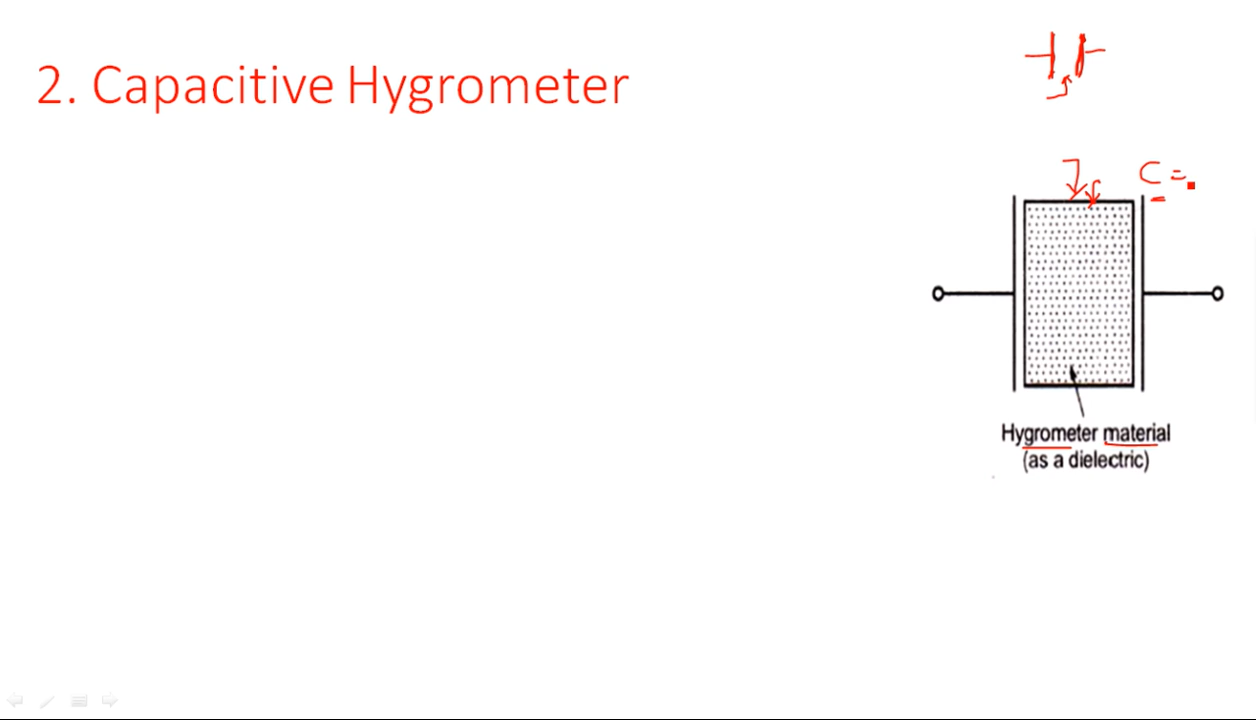 2. Capacitive Hygrometer
C =
Hygrometer material
(as a dielectric)